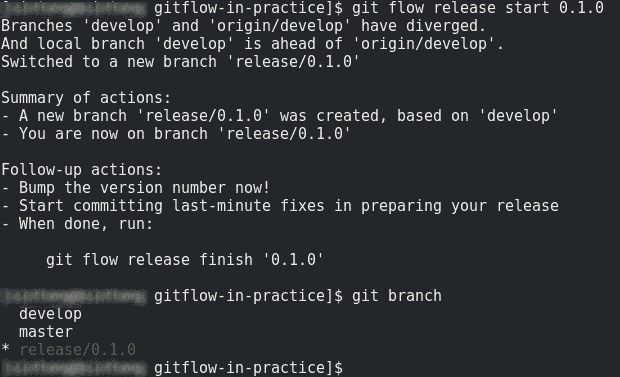 gitflow-in-practice]$ git flow release start 0.1.0
Branches 'develop' and 'origin/develop' have diverged.
And local branch 'develop' is ahead of 'origin/develop'.
Switched to a new branch 'release/0.1.0'
Summary of actions:
- A new branch 'release/0.1.0' was created, based on 'develop'
- You are now on branch 'release/0.1.0'
Follow-up actions:
- Bump the version number now!
- Start committing last-minute fixes in preparing your release
- When done, run:
git flow release finish '0.1.0'
gitflow-in-practice]$ git branch
develop
master
* release/0.1.0
gitflow-in-practice]$